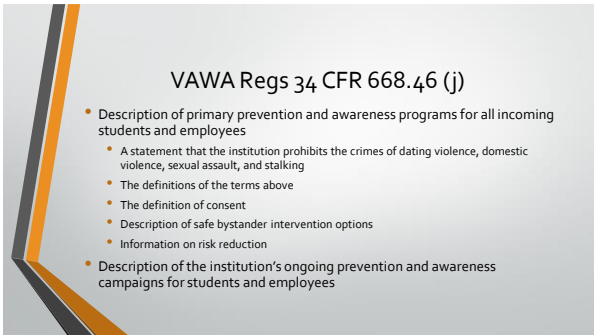 VAWA Regs 34 CFR 668.46 (j)
• Description of primary prevention and awareness programs for all incoming
students and employees
• A statement that the institution prohibits the crimes of dating violence, domestic
violence, sexual assault, and stalking
• The definitions of the terms above
• The definition of consent
• Description of safe bystander intervention options
• Information on risk reduction
• Description of the institution's ongoing prevention and awareness
campaigns for students and employees